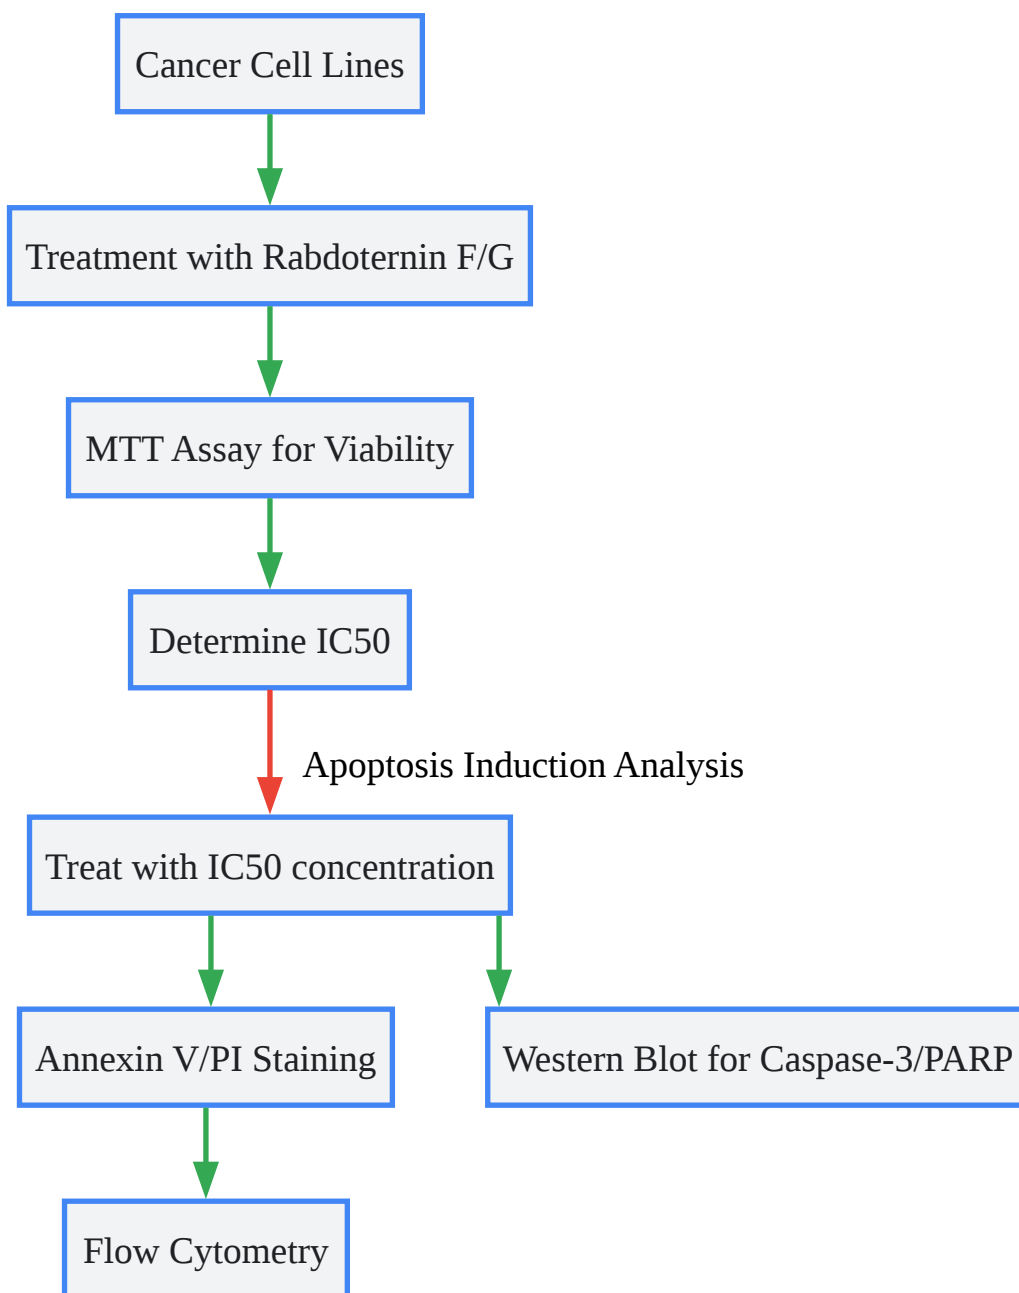 Cancer Cell Lines
Treatment with Rabdoternin F/G
MTT Assay for Viability
Determine IC50
Apoptosis Induction Analysis
Treat with IC50 concentration
Annexin V/PI Staining
Western Blot for Caspase-3/PARP
Flow Cytometry